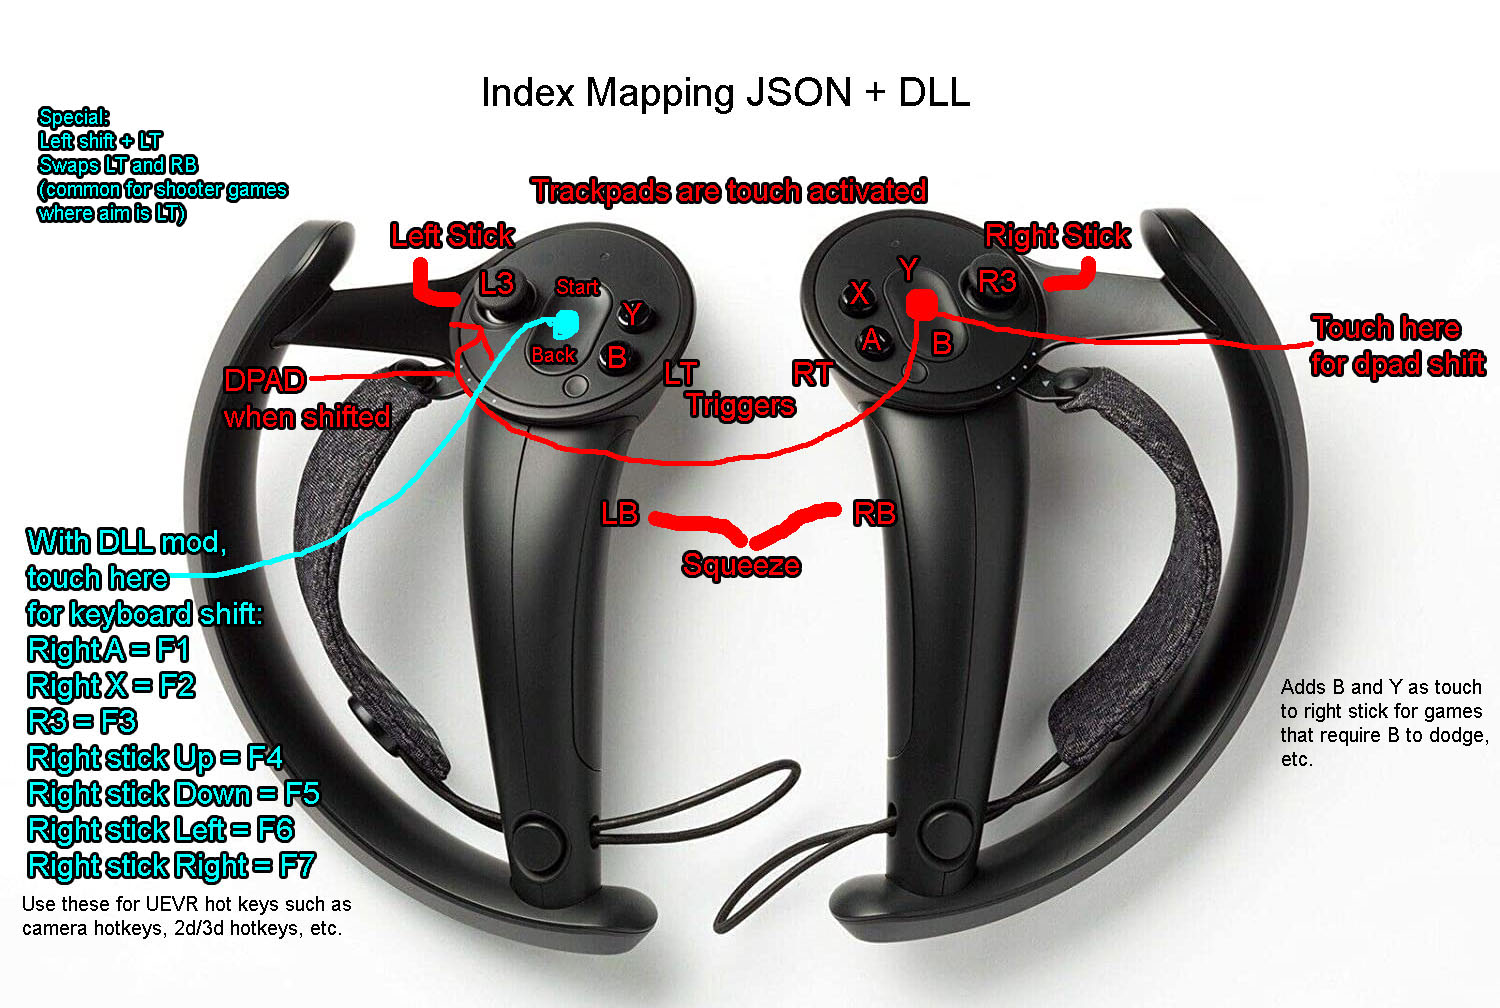 Index Mapping JSON + DLL
Special:
Left shift + LT
Swaps LT and RB
(common for shooter games
where aim is LT)
Trackpads are touch activated
Left Stick
Right Stick
L3
Start
Y
Back
B
X
Y
R3
A
B
Touch here
for dpad shift
DPAD
when shifted
LT
RT
Triggers
LB
RB
Squeeze
With DLL mod,
touch here
for keyboard shift:
Right A = F1
Right X = F2
R3 = F3
Right stick Up = F4
Right stick Down = F5
Right stick Left = F6
Right stick Right = F7
Use these for UEVR hot keys such as
camera hotkeys, 2d/3d hotkeys, etc.
Adds B and Y as touch
to right stick for games
that require B to dodge,
etc.